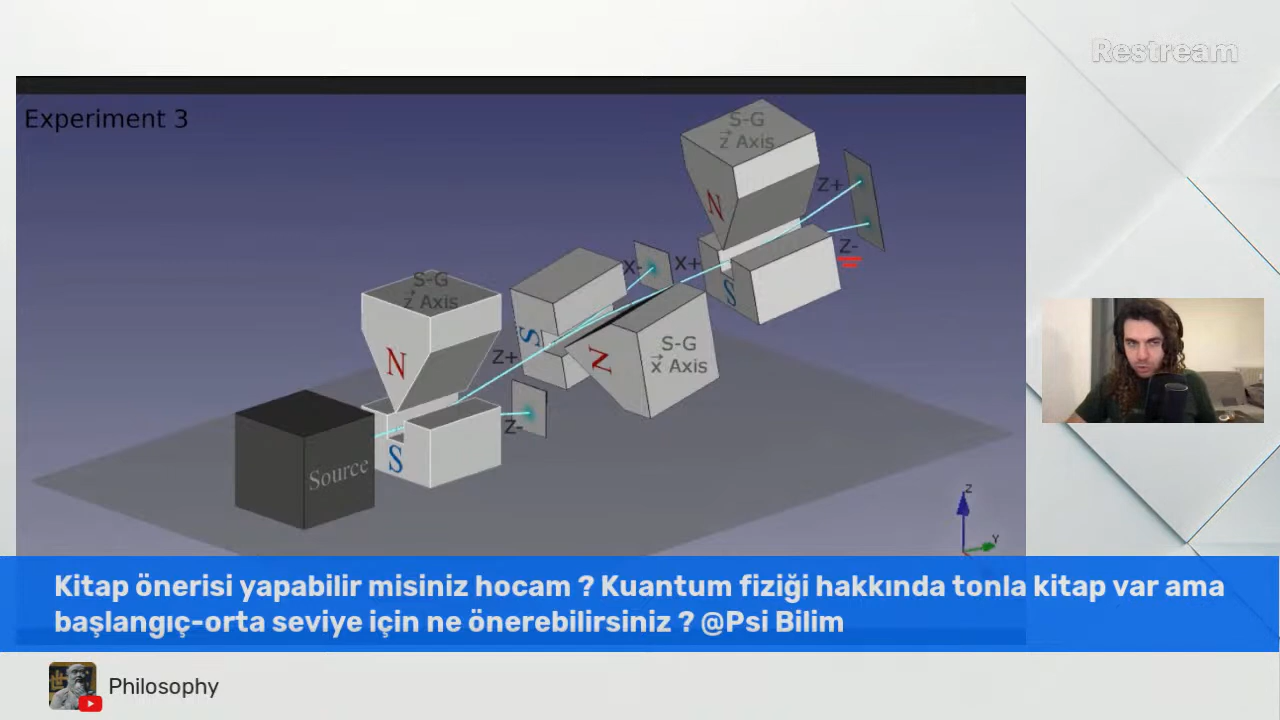 Restream
Experiment 3
S-G
z Axis
N
S
Z+
Z-
X-
X+
S-G
z Axis
N
S
Source
Z+
Z-
S
N
S-G
x Axis
Z
Y
Kitap önerisi yapabilir misiniz hocam ? Kuantum fiziği hakkında tonla kitap var ama
başlangıç-orta seviye için ne önerebilirsiniz ? @Psi Bilim
Philosophy